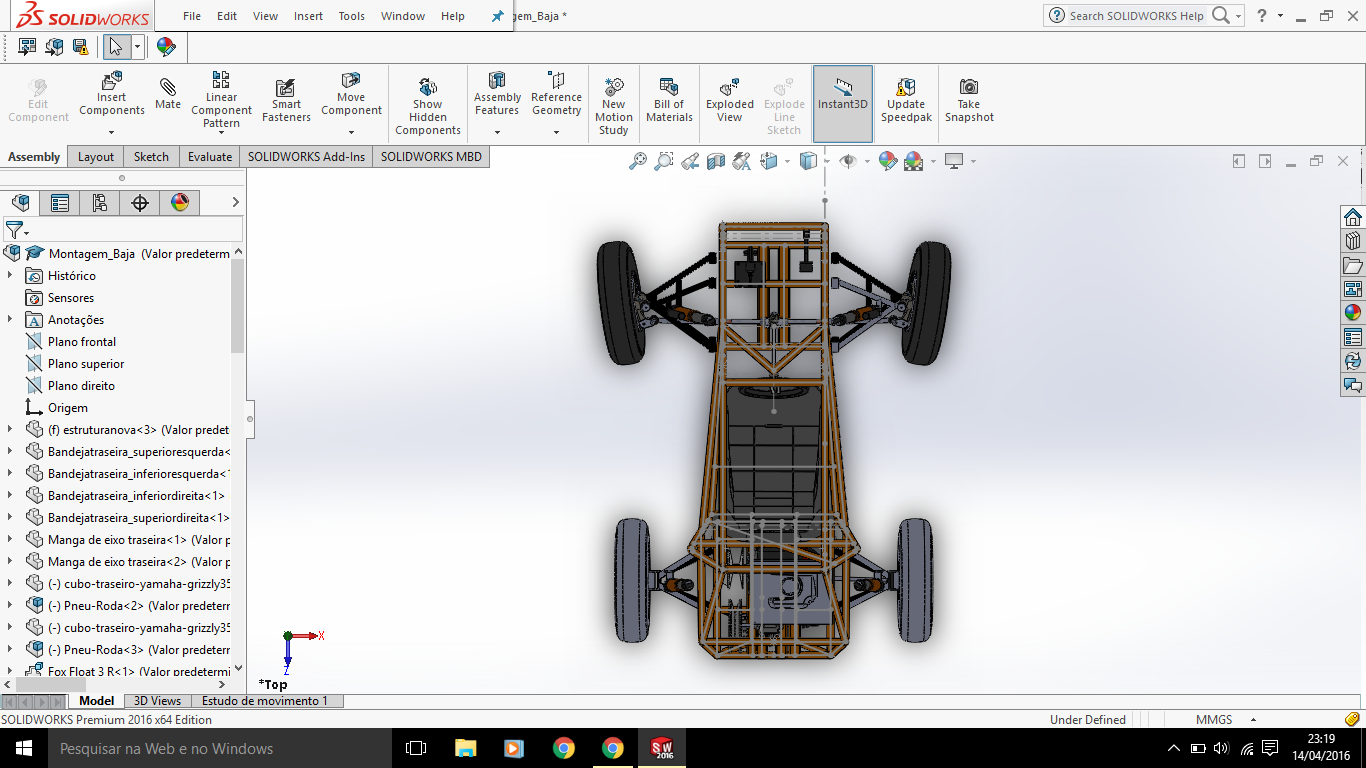 SOLIDWORKS File Edit View Insert Tools Window Help gem_Baja * Search SOLIDWORKS Help ?
Edit Component
Insert Components
Mate
Linear Component Pattern
Smart Fasteners
Move Component
Show Hidden Components
Assembly Features
Reference Geometry
New Motion Study
Bill of Materials
Exploded View
Explode Line Sketch
Instant3D
Update Speedpak
Take Snapshot
Assembly Layout Sketch Evaluate SOLIDWORKS Add-Ins SOLIDWORKS MBD
Montagem_Baja (Valor predeterm
Histórico
Sensores
Anotações
Plano frontal
Plano superior
Plano direito
Origem
(f) estruturanova<3> (Valor predet
Bandejatraseira_superioresquerda<
Bandejatraseira_inferioresquerda<
Bandejatraseira_inferiordireita<1>
Bandejatraseira_superiordireita<1>
Manga de eixo traseira<1> (Valor p
Manga de eixo traseira<2> (Valor p
(-) cubo-traseiro-yamaha-grizzly35
(-) Pneu-Roda<2> (Valor predeterr
(-) cubo-traseiro-yamaha-grizzly35
(-) Pneu-Roda<3> (Valor predeterr
Fox Float 3 R<1> (Valor predetermi
X
Z
*Top
Model 3D Views Estudo de movimento 1
SOLIDWORKS Premium 2016 x64 Edition Under Defined MMGS
Pesquisar na Web e no Windows
SW 2016
23:19
14/04/2016